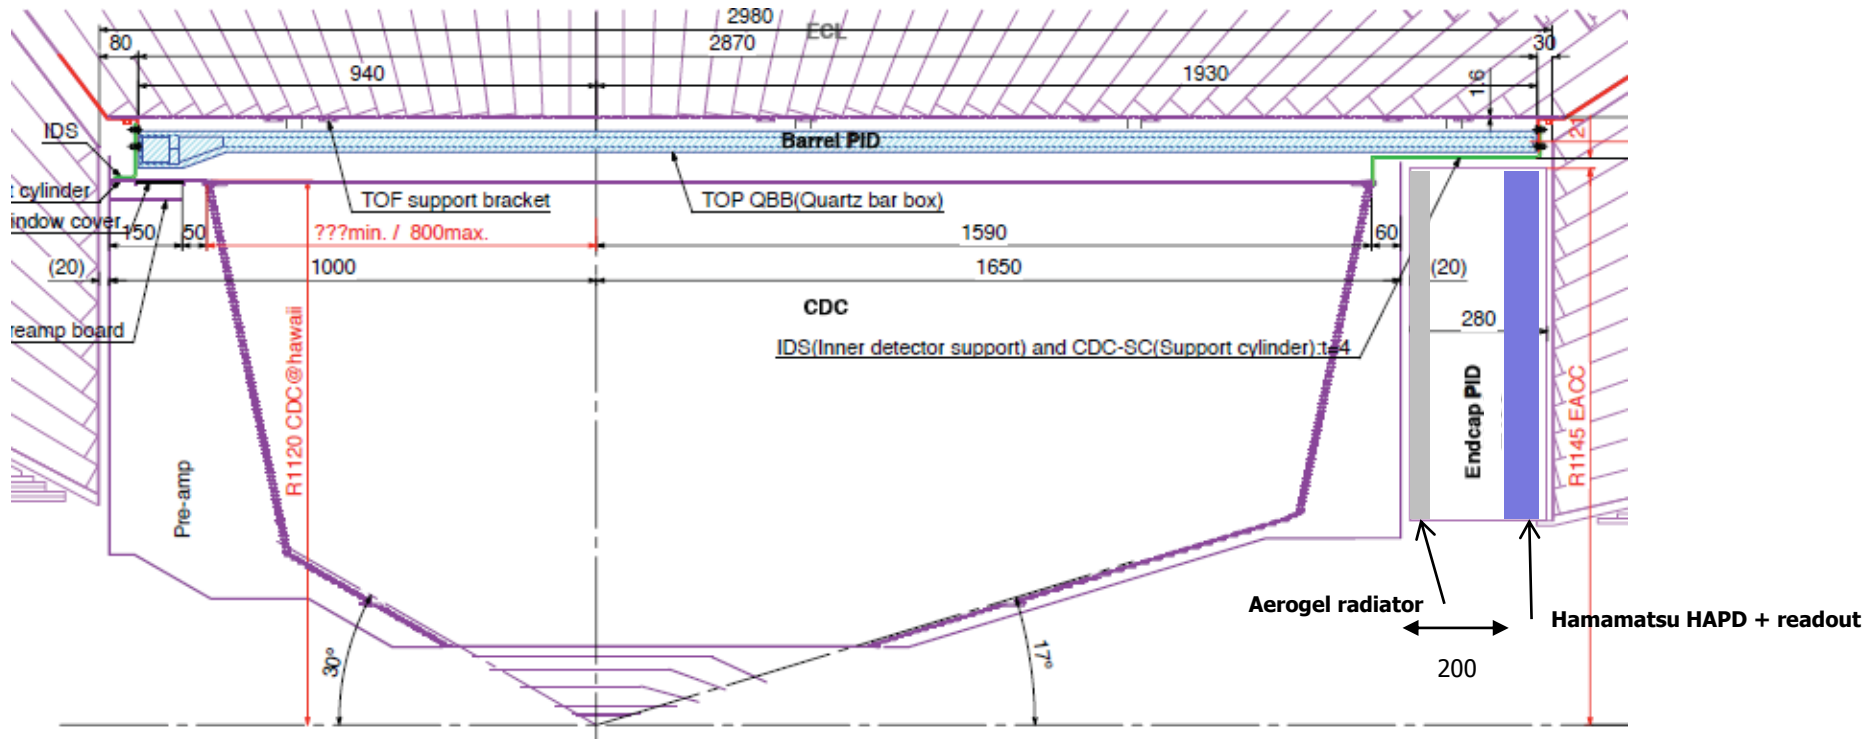 2980
ECL
80
2870
30
940
1930
16
IDS
Barrel PID
21
t cylinder
TOF support bracket
TOP QBB(Quartz bar box)
indow cover
150
50
???min. / 800max.
1590
60
(20)
1000
1650
(20)
CDC
reamp board
280
IDS(Inner detector support) and CDC-SC(Support cylinder):t=4
R1120 CDC@hawaii
Endcap PID
R1145 EACC
Pre-amp
Aerogel radiator
Hamamatsu HAPD + readout
30°
17°
200